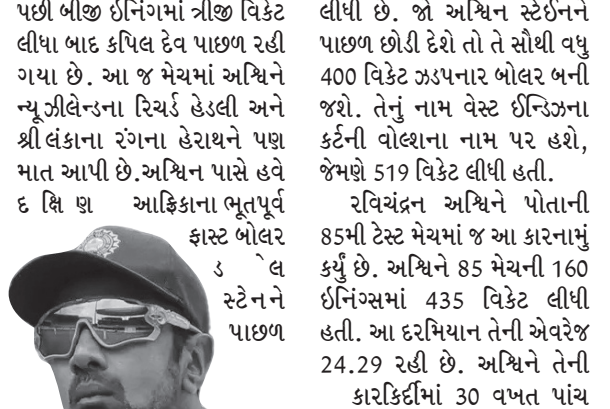 પછી બીજી ઇનિંગમાં ત્રીજી વિકેટ
લીધા બાદ કપિલ દેવ પાછળ રહી
ગયા છે. આ જ મેચમાં અશ્વિને
ન્યૂઝીલેન્ડના રિચર્ડ હેડલી અને
શ્રીલંકાના રંગના હેરાથને પણ
માત આપી છે.અશ્વિન પાસે હવે
દક્ષિણ આફ્રિકાના ભૂતપૂર્વ
ફાસ્ટ બોલર
ડેલ
સ્ટેનને
પાછળ
લીધી છે. જો અશ્વિન સ્ટેઈનને
પાછળ છોડી દેશે તો તે સૌથી વધુ
400 વિકેટ ઝડપનાર બોલર બની
જશે. તેનું નામ વેસ્ટ ઈન્ડિઝના
કર્ટની વોલ્શના નામ પર હશે,
જેમણે 519 વિકેટ લીધી હતી.
રવિચંદ્રન અશ્વિને પોતાની
85મી ટેસ્ટ મેચમાં જ આ કારનામું
કર્યું છે. અશ્વિને 85 મેચની 160
ઇનિંગ્સમાં 435 વિકેટ લીધી
હતી. આ દરમિયાન તેની એવરેજ
24.29 રહી છે. અશ્વિને તેની
કારકિર્દીમાં 30 વખત પાંચ